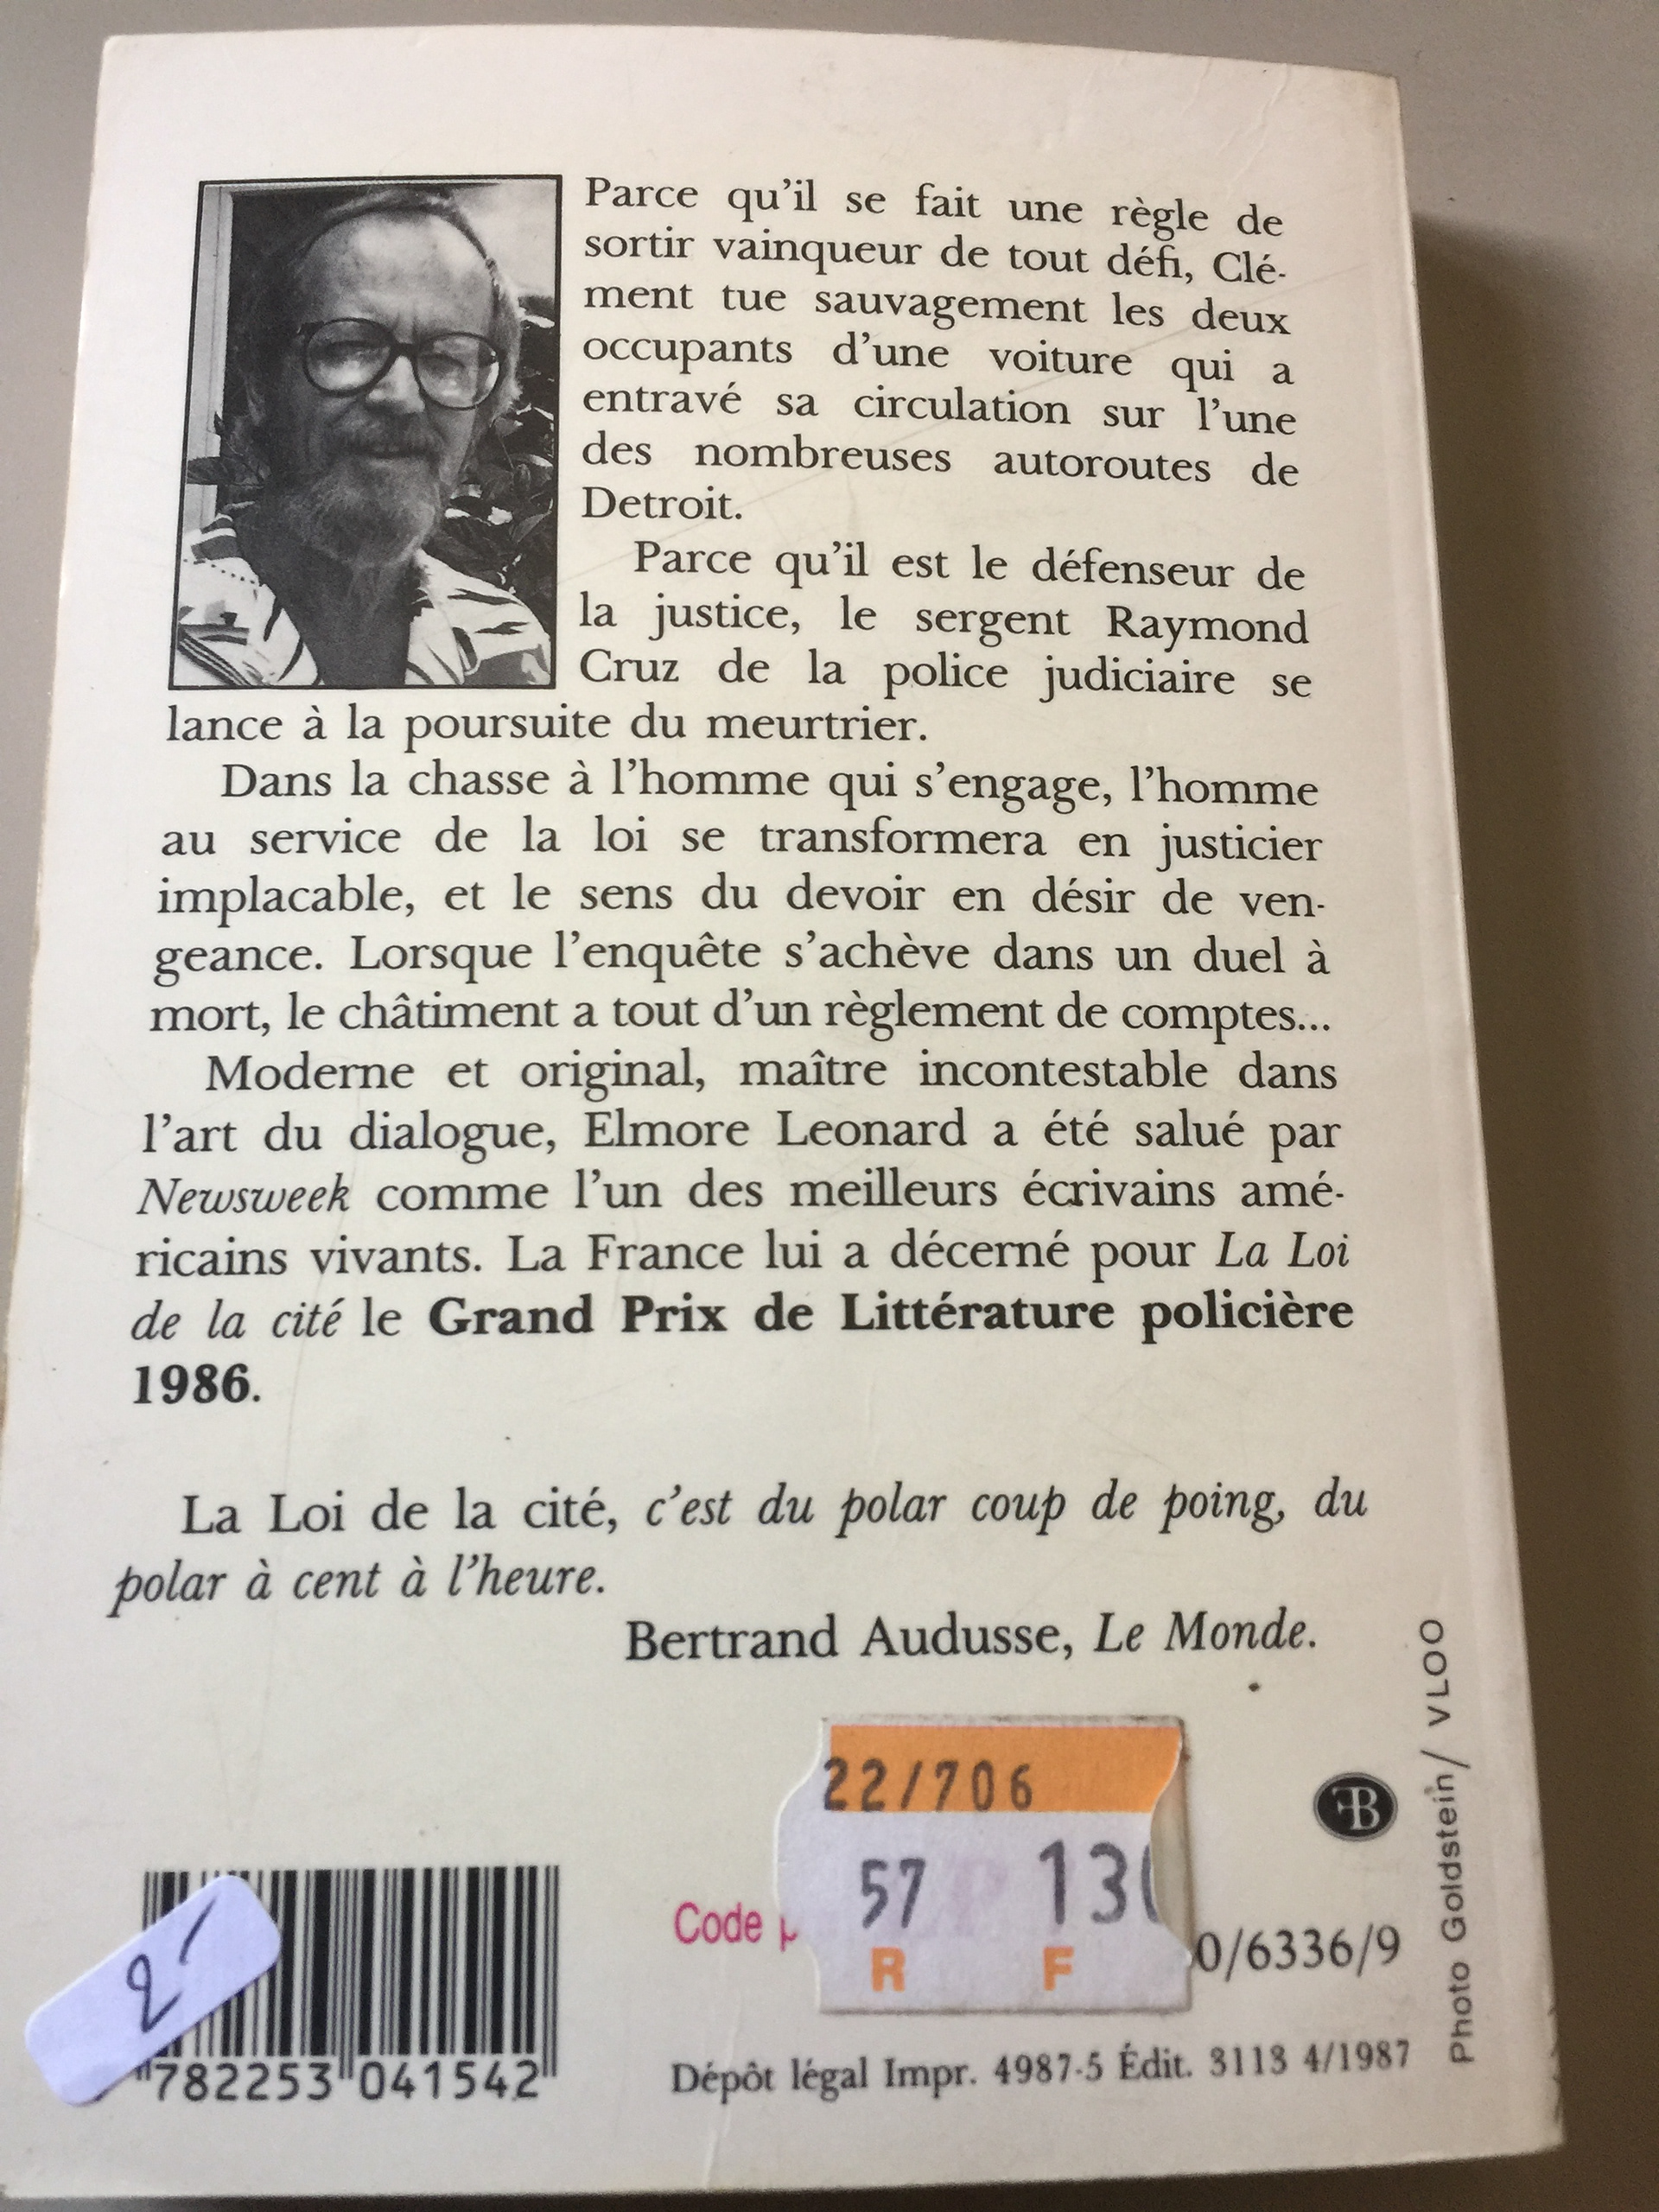 Parce qu'il se fait une règle de
sortir vainqueur de tout défi, Clé-
ment tue sauvagement les deux
occupants d'une voiture qui a
entravé sa circulation sur l'une
des nombreuses autoroutes de
Detroit.
Parce qu'il est le défenseur de
la justice, le sergent Raymond
Cruz de la police judiciaire se
lance à la poursuite du meurtrier.
Dans la chasse à l'homme qui s'engage, l'homme
au service de la loi se transformera en justicier
implacable, et le sens du devoir en désir de ven-
geance. Lorsque l'enquête s'achève dans un duel à
mort, le châtiment a tout d'un règlement de comptes...
Moderne et original, maître incontestable dans
l'art du dialogue, Elmore Leonard a été salué par
Newsweek comme l'un des meilleurs écrivains amé-
ricains vivants. La France lui a décerné pour La Loi
de la cité le Grand Prix de Littérature policière
1986.
La Loi de la cité, c'est du polar coup de poing, du
polar à cent à l'heure.
Bertrand Audusse, Le Monde.
22/706
57 13
R F
Code
0/6336/9
Dépôt légal Impr. 4987-5 Édit. 3113 4/1987
782253 041542
2
Photo Goldstein/ VLOO